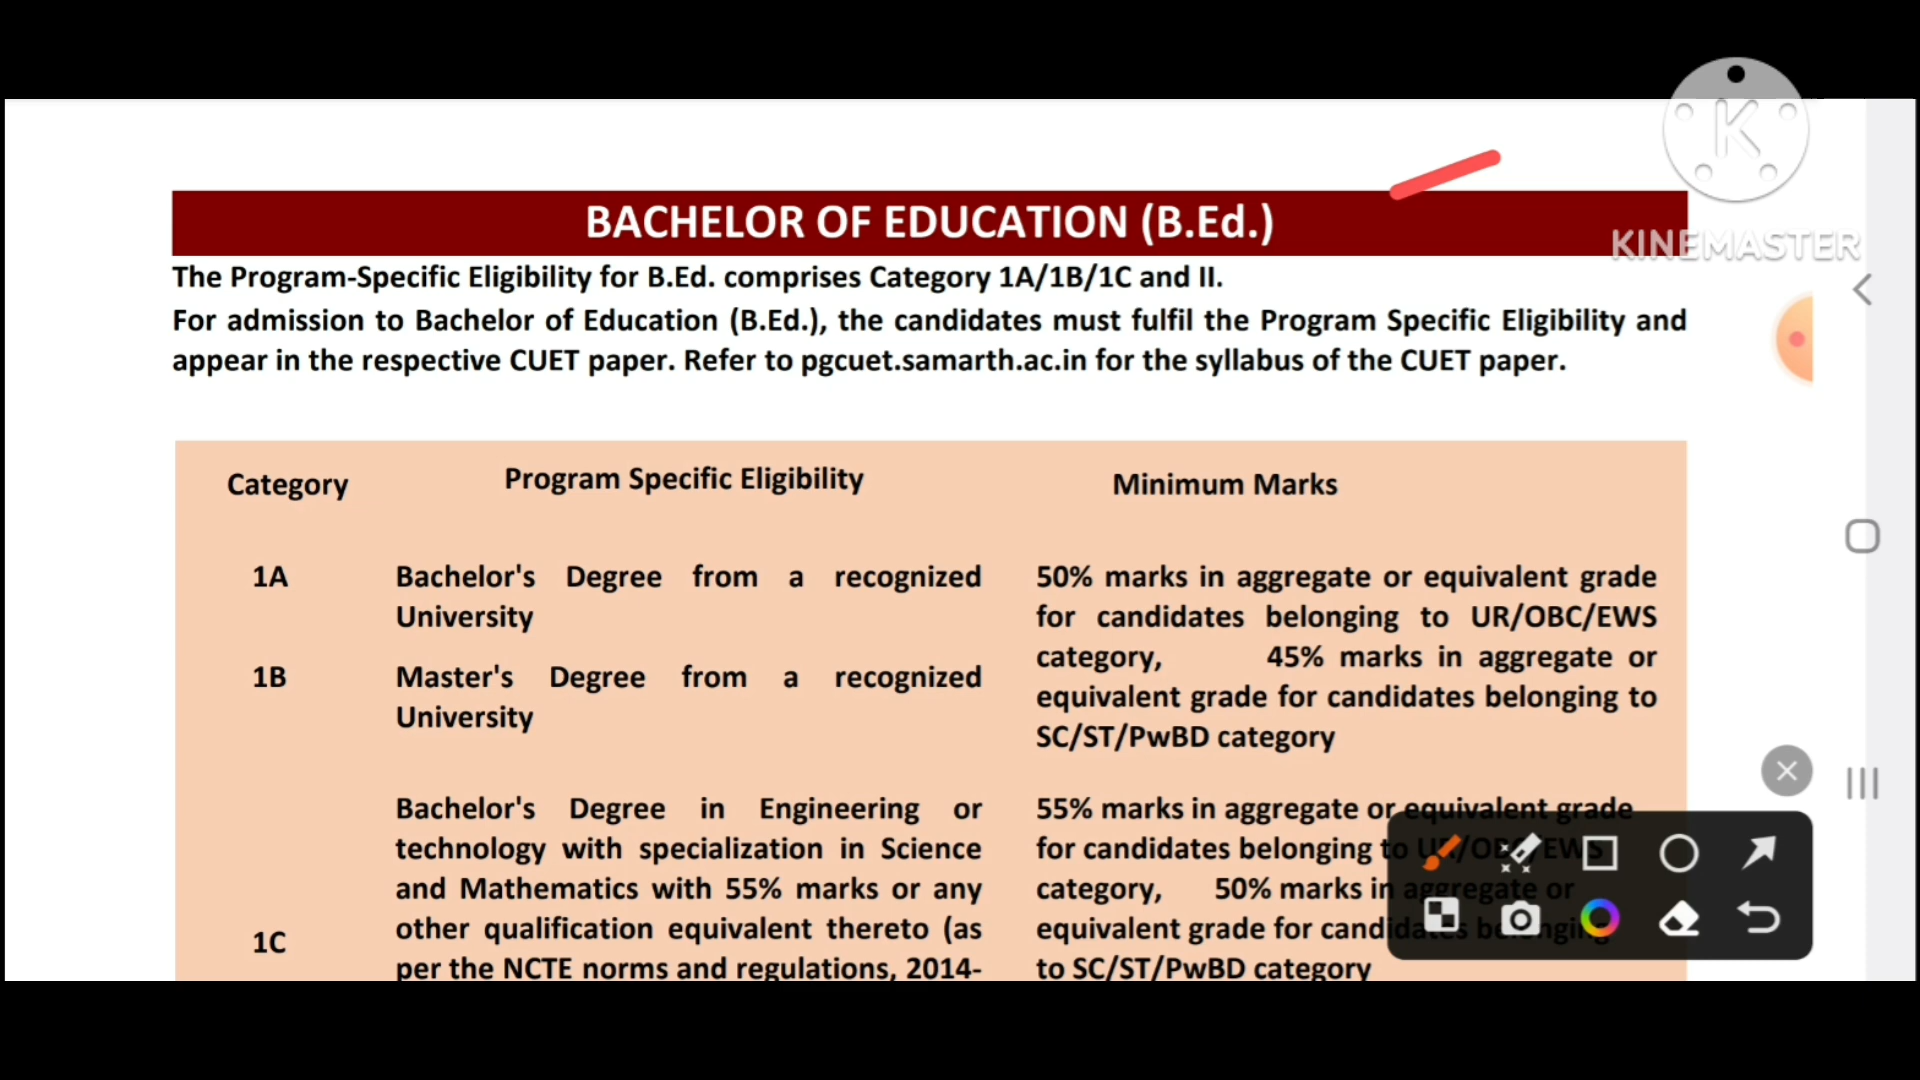 K
KINEMASTER
BACHELOR OF EDUCATION (B.Ed.)
The Program-Specific Eligibility for B.Ed. comprises Category 1A/1B/1C and II.
For admission to Bachelor of Education (B.Ed.), the candidates must fulfil the Program Specific Eligibility and
appear in the respective CUET paper. Refer to pgcuet.samarth.ac.in for the syllabus of the CUET paper.
Category
Program Specific Eligibility
Minimum Marks
1A
Bachelor's Degree from a recognized
University
1B
Master's Degree from a recognized
University
50% marks in aggregate or equivalent grade
for candidates belonging to UR/OBC/EWS
category, 45% marks in aggregate or
equivalent grade for candidates belonging to
SC/ST/PwBD category
1C
Bachelor's Degree in Engineering or
technology with specialization in Science
and Mathematics with 55% marks or any
other qualification equivalent thereto (as
per the NCTE norms and regulations, 2014-
55% marks in aggregate or equivalent grade
for candidates belonging to UR/OBC/EWS
category, 50% marks in aggregate or
equivalent grade for candidates belonging
to SC/ST/PwBD category